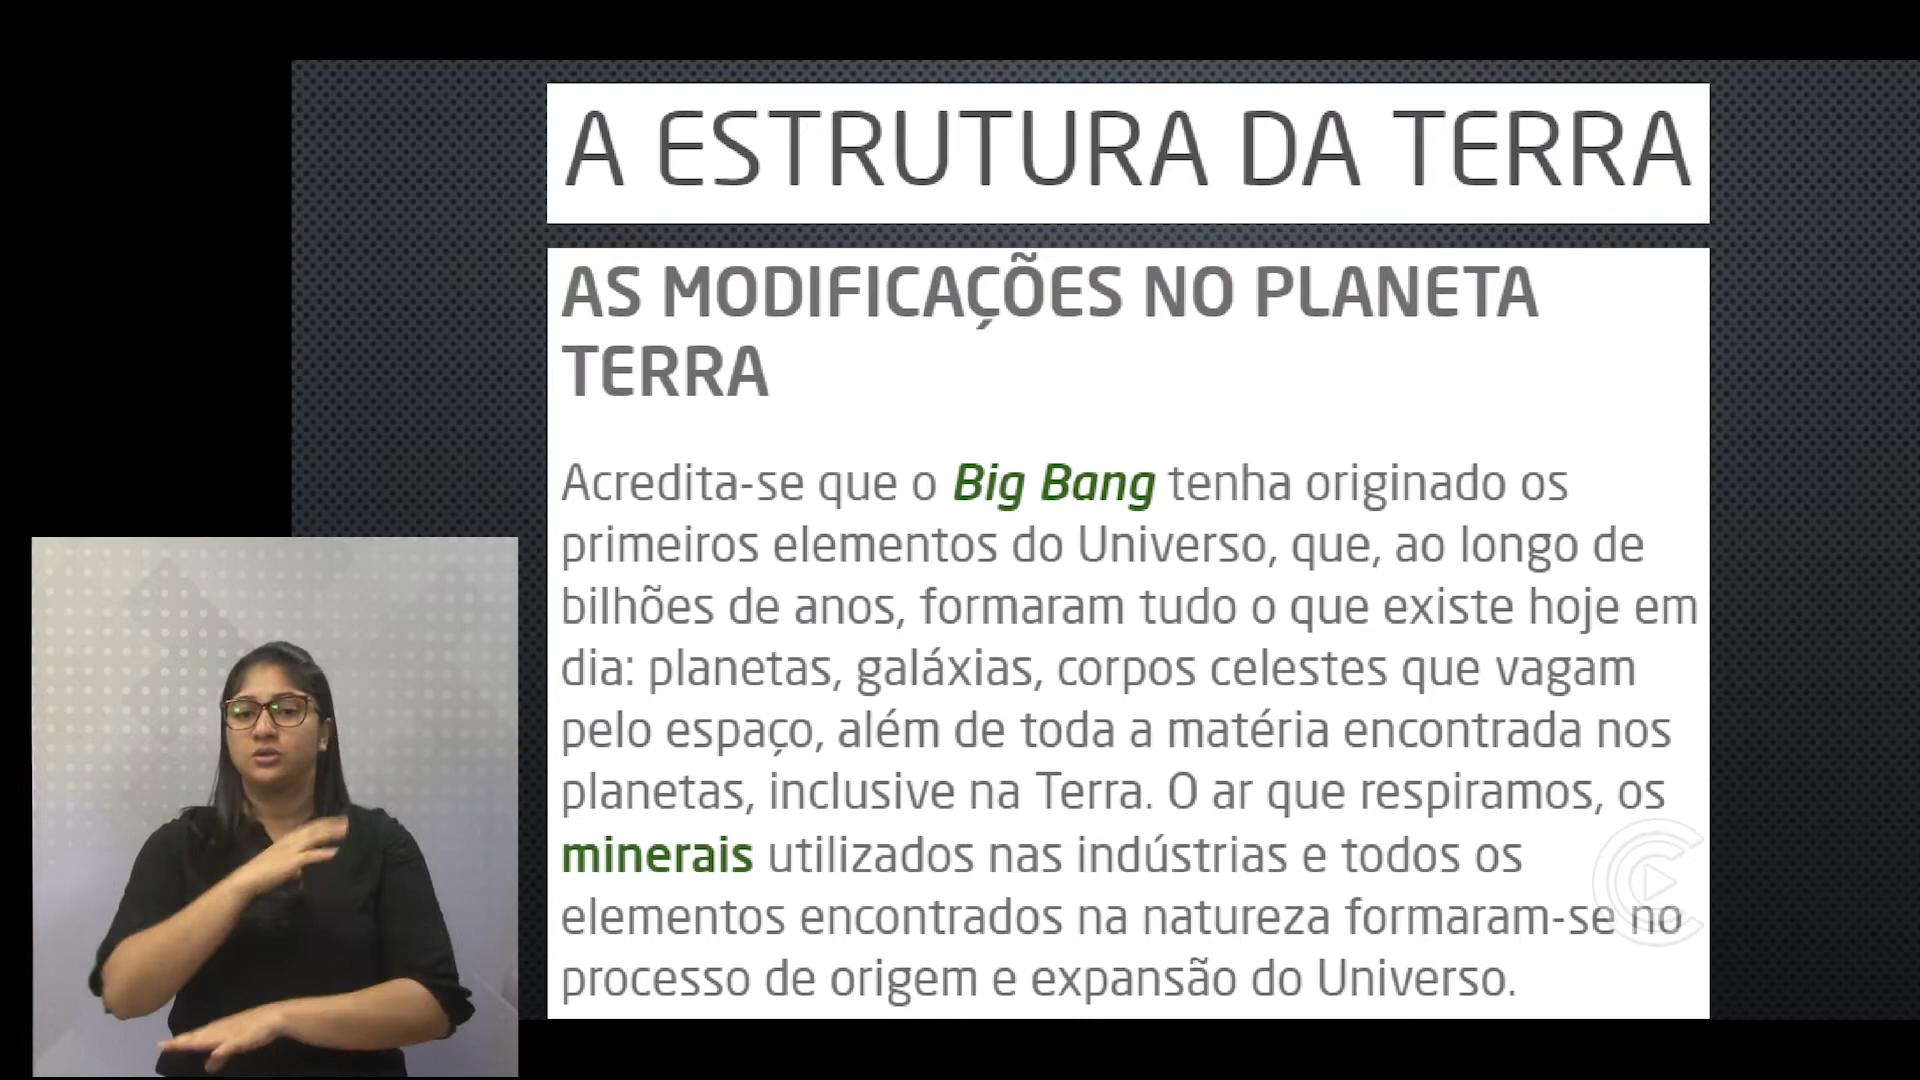 A ESTRUTURA DA TERRA
AS MODIFICAÇÕES NO PLANETA
TERRA
Acredita-se que o Big Bang tenha originado os
primeiros elementos do Universo, que, ao longo de
bilhões de anos, formaram tudo o que existe hoje em
dia: planetas, galáxias, corpos celestes que vagam
pelo espaço, além de toda a matéria encontrada nos
planetas, inclusive na Terra. O ar que respiramos, os
minerais utilizados nas indústrias e todos os
elementos encontrados na natureza formaram-se no
processo de origem e expansão do Universo.